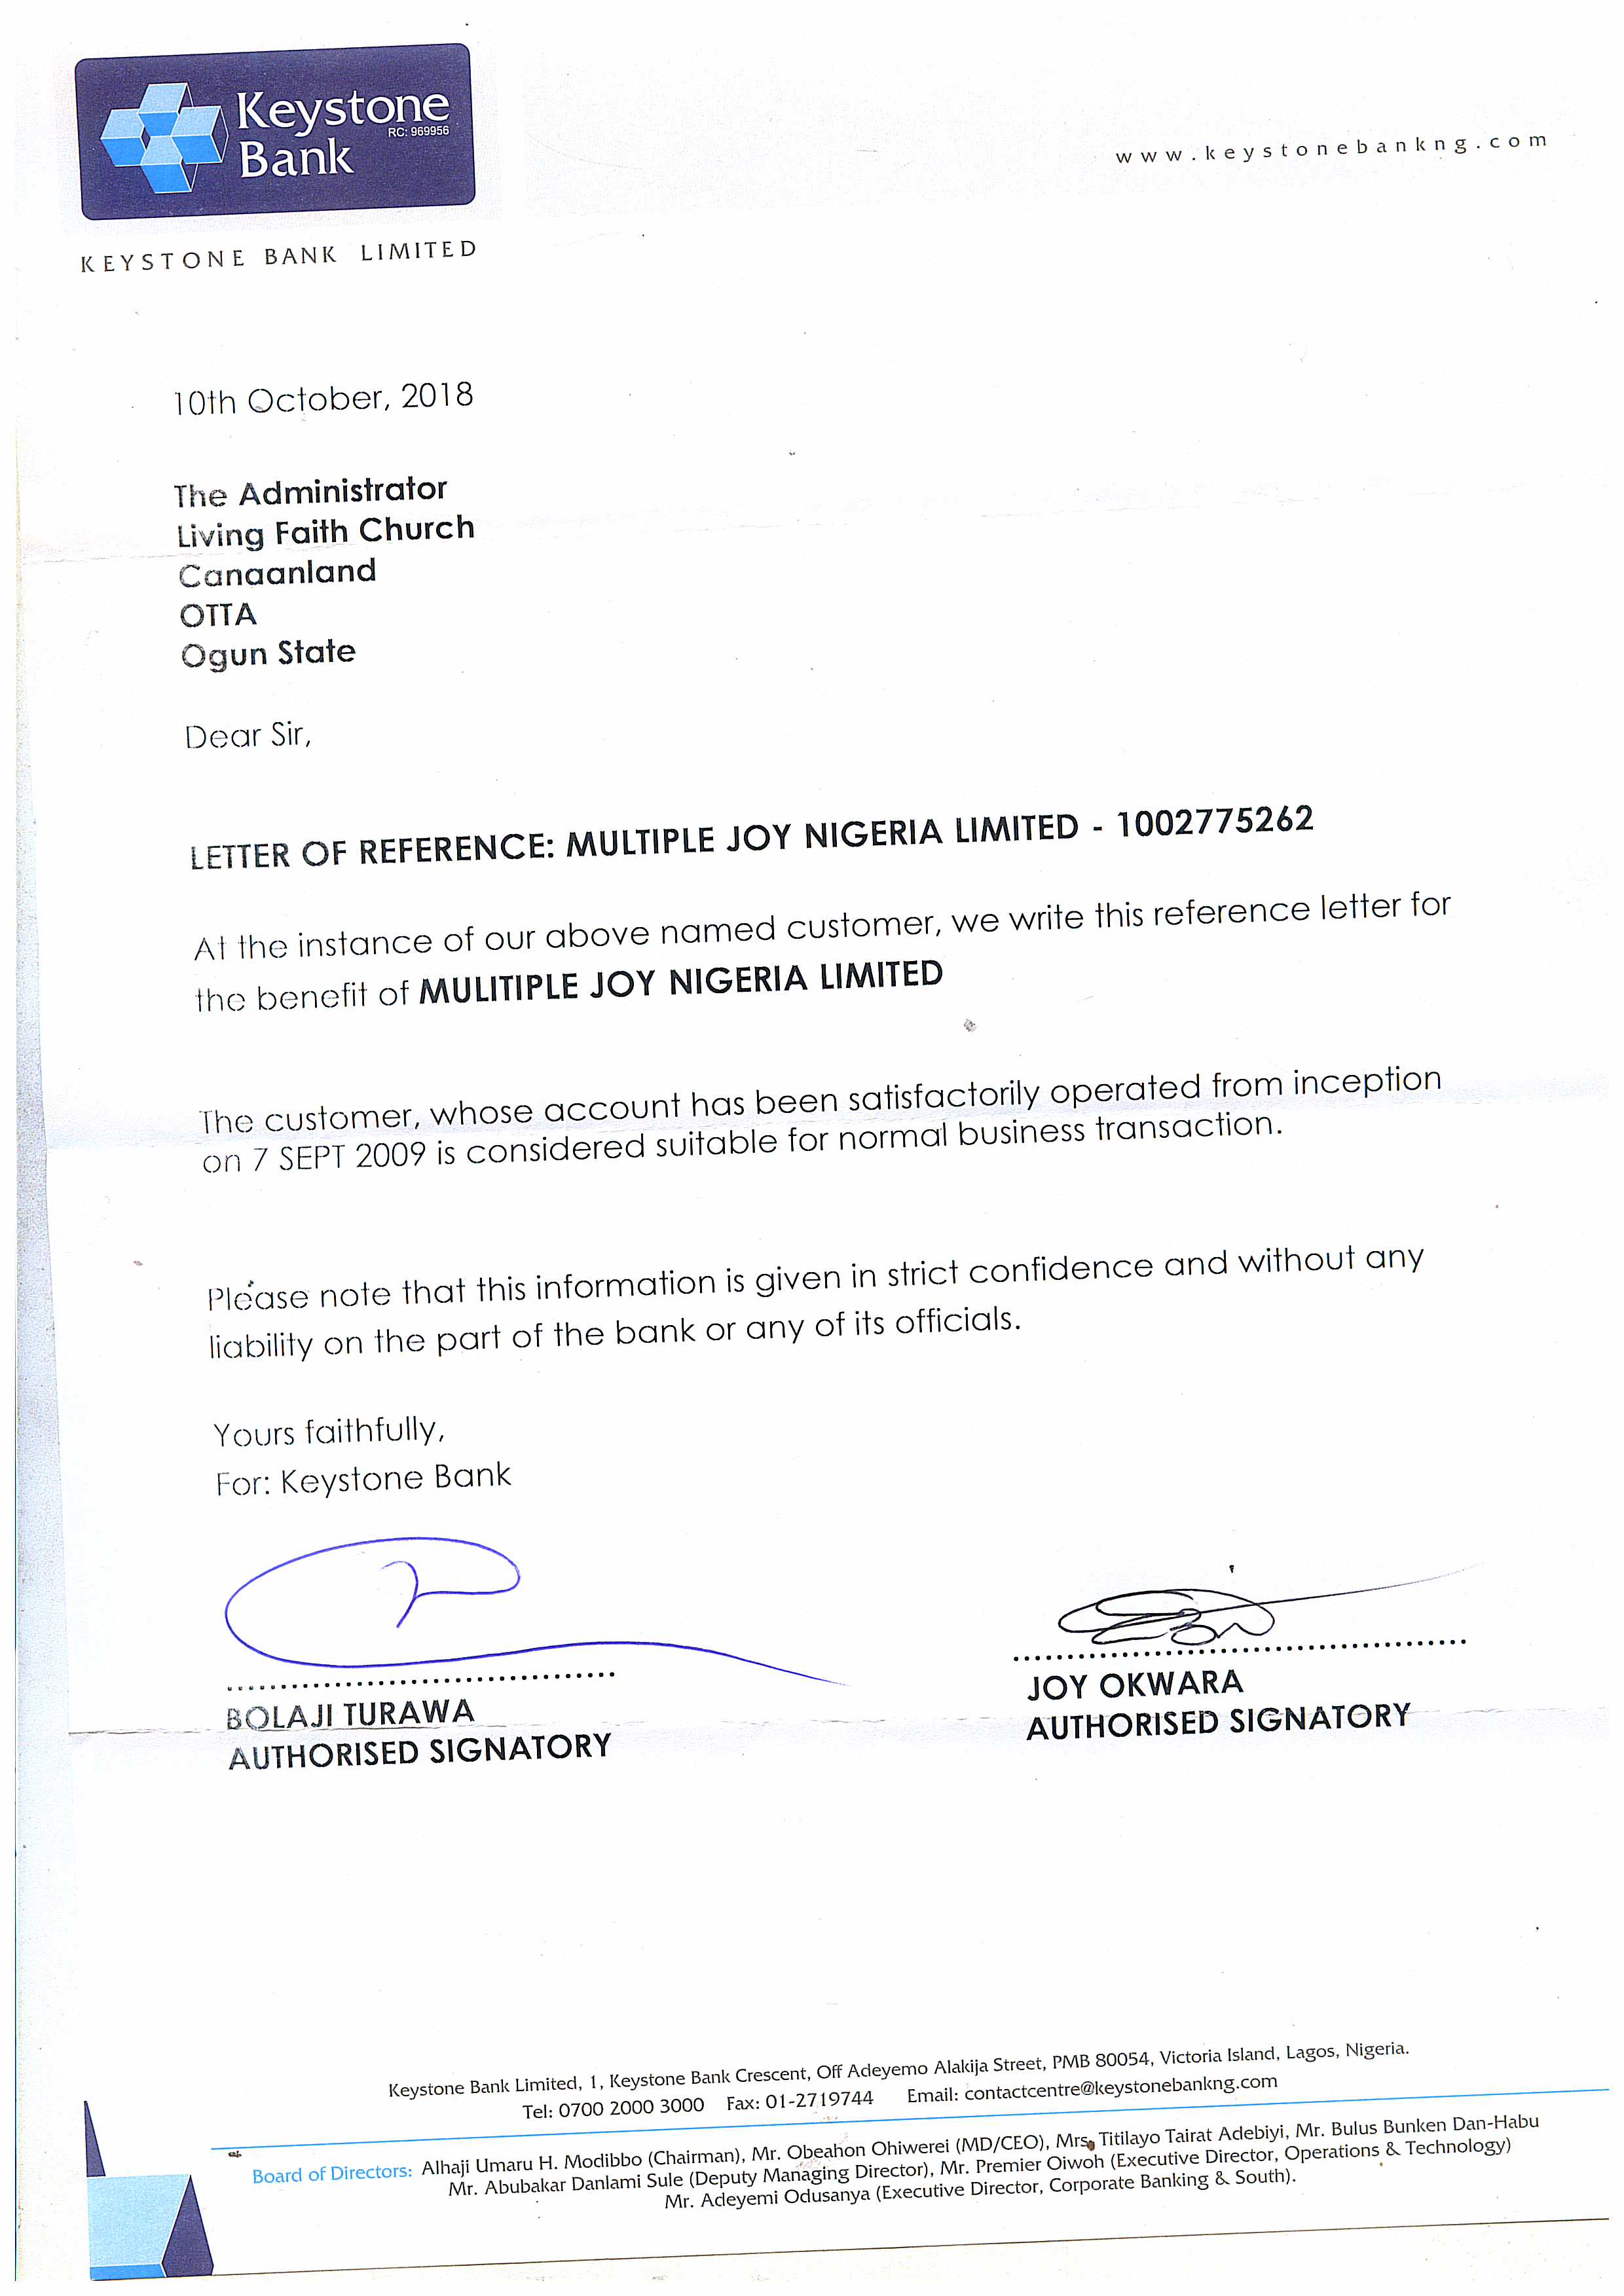 Keystone
RC: 969956
Bank
www.keystonebankng.com
KEYSTONE BANK LIMITED
10th October, 2018
The Administrator
Living Faith Church
Canaanland
OTTA
Ogun State
Dear Sir,
LETTER OF REFERENCE: MULTIPLE JOY NIGERIA LIMITED - 1002775262
At the instance of our above named customer, we write this reference letter for
the benefit of MULITIPLE JOY NIGERIA LIMITED
The customer, whose account has been satisfactorily operated from inception
on 7 SEPT 2009 is considered suitable for normal business transaction.
Please note that this information is given in strict confidence and without any
liability on the part of the bank or any of its officials.
Yours faithfully,
For: Keystone Bank
BOLAJI TURAWA
AUTHORISED SIGNATORY
JOY OKWARA
AUTHORISED SIGNATORY
Keystone Bank Limited, 1, Keystone Bank Crescent, Off Adeyemo Alakija Street, PMB 80054, Victoria Island, Lagos, Nigeria.
Tel: 0700 2000 3000 Fax: 01-2719744 Email: contactcentre@keystonebankng.com
Board of Directors: Alhaji Umaru H. Modibbo (Chairman), Mr. Obeahon Ohiwerei (MD/CEO), Mrs. Titilayo Tairat Adebiyi, Mr. Bulus Bunken Dan-Habu
Mr. Abubakar Danlami Sule (Deputy Managing Director), Mr. Premier Oiwoh (Executive Director, Operations & Technology)
Mr. Adeyemi Odusanya (Executive Director, Corporate Banking & South).